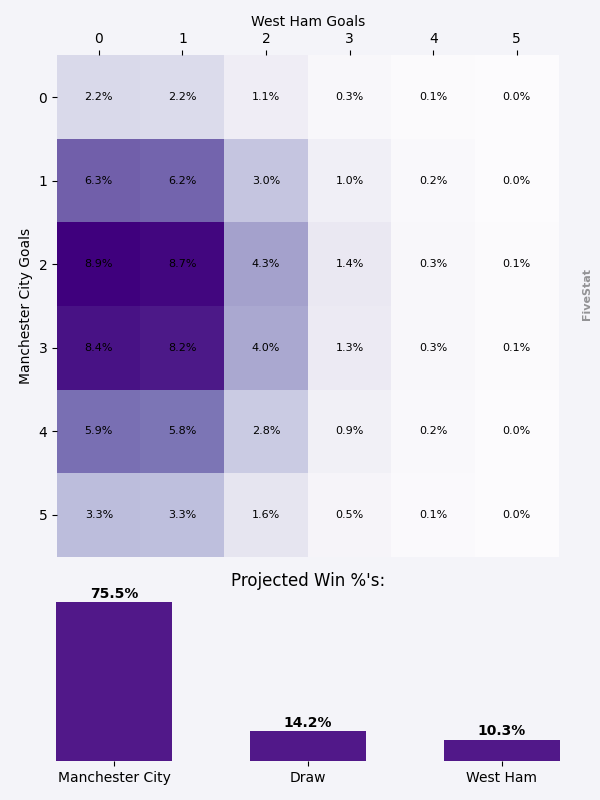 West Ham Goals
0 1 2 3 4 5
0 2.2% 2.2% 1.1% 0.3% 0.1% 0.0%
1 6.3% 6.2% 3.0% 1.0% 0.2% 0.0%
2 8.9% 8.7% 4.3% 1.4% 0.3% 0.1%
3 8.4% 8.2% 4.0% 1.3% 0.3% 0.1%
4 5.9% 5.8% 2.8% 0.9% 0.2% 0.0%
5 3.3% 3.3% 1.6% 0.5% 0.1% 0.0%
Manchester City Goals
FiveStat
Projected Win %'s:
75.5%
14.2%
10.3%
Manchester City Draw West Ham